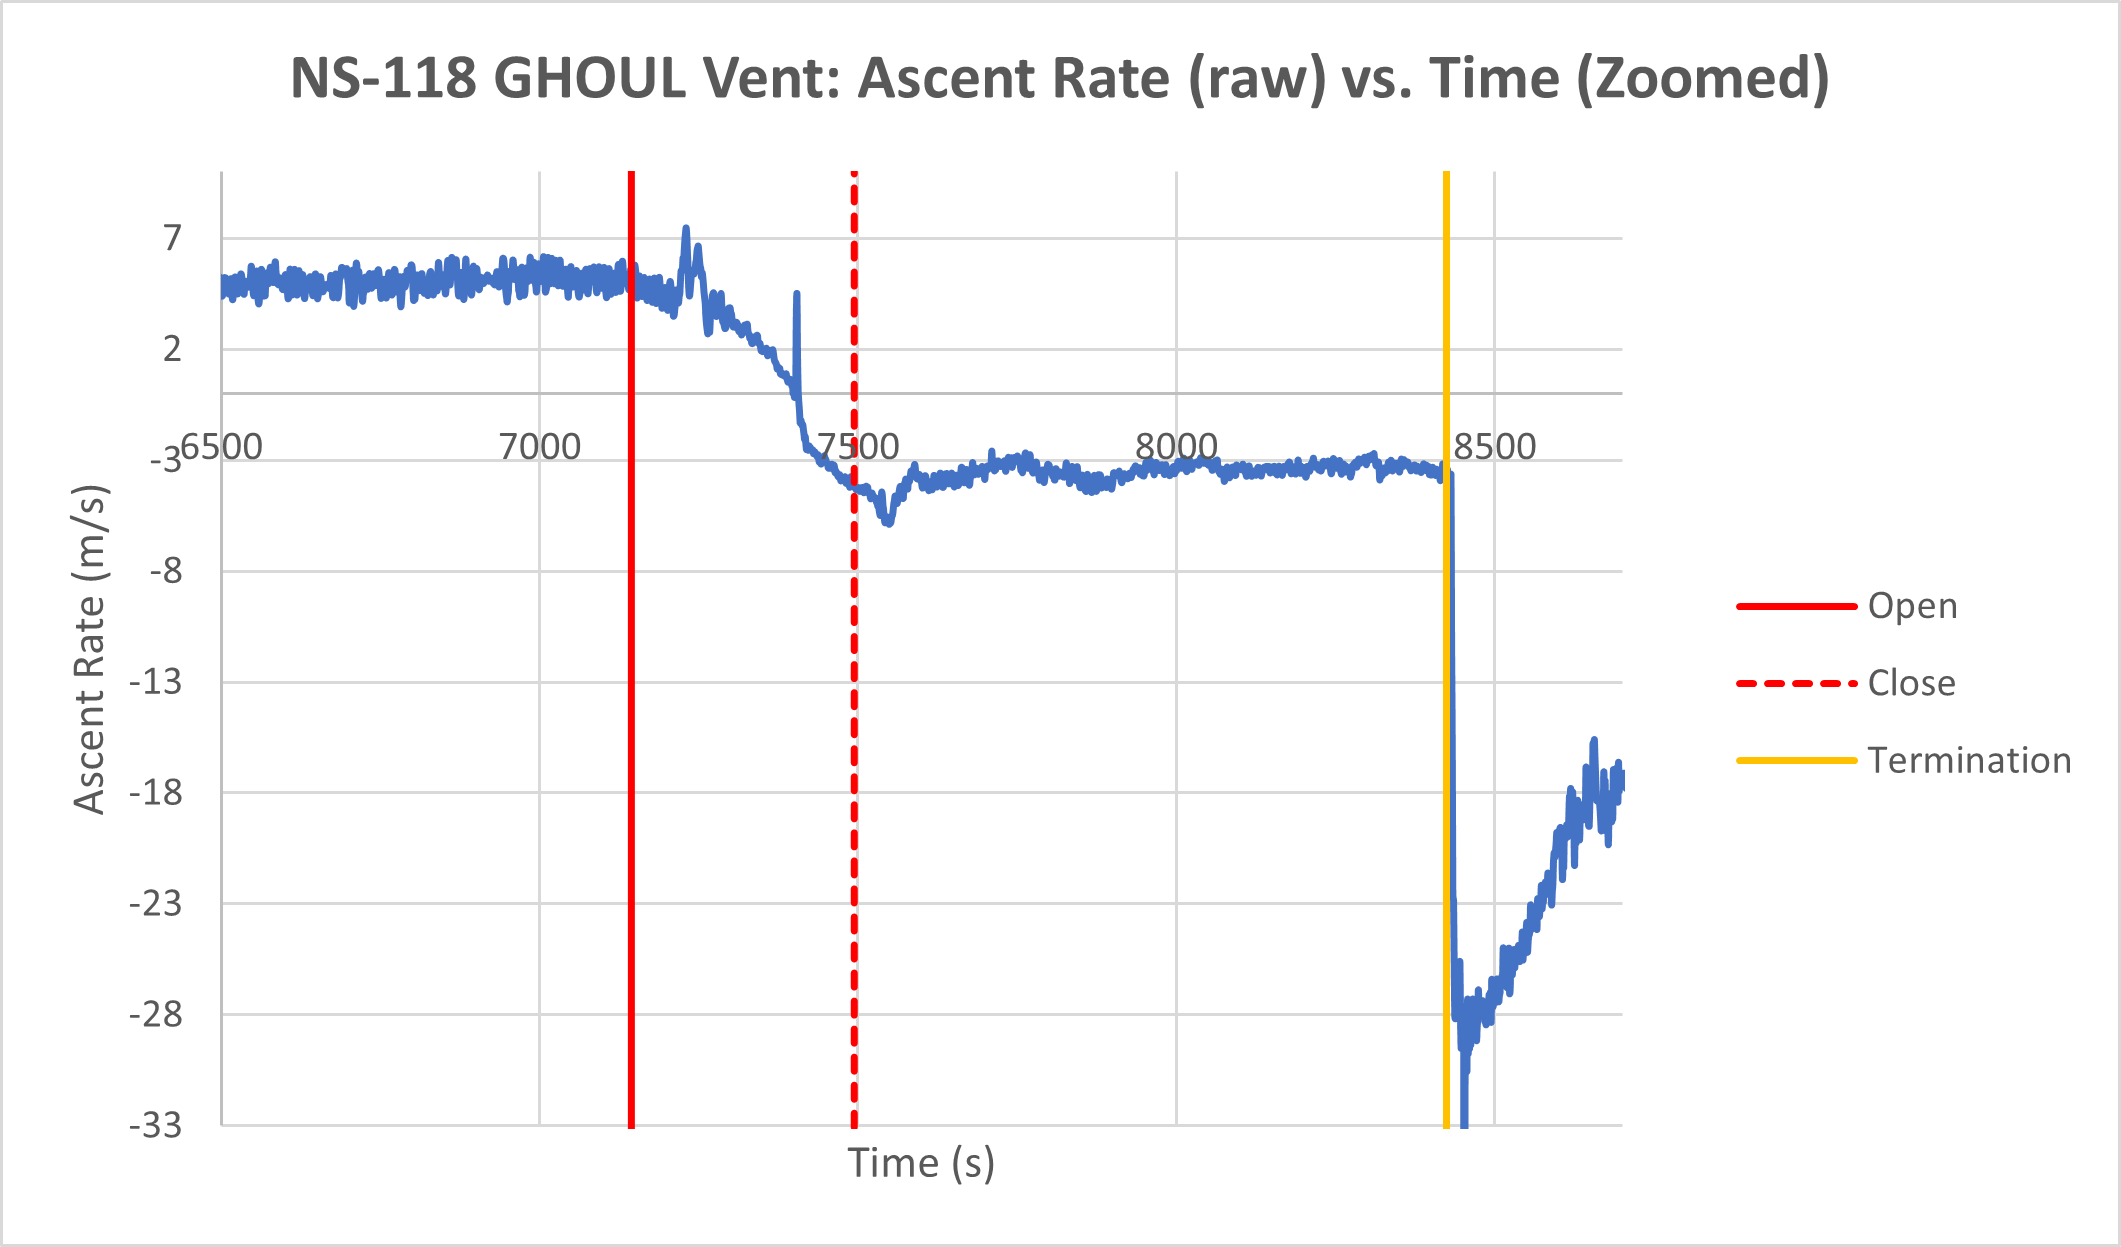 NS-118 GHOUL Vent: Ascent Rate (raw) vs. Time (Zoomed)
7
2
-3
-8
-13
-18
-23
-28
-33
6500 7000 7500 8000 8500
Ascent Rate (m/s)
Time (s)
Open
Close
Termination